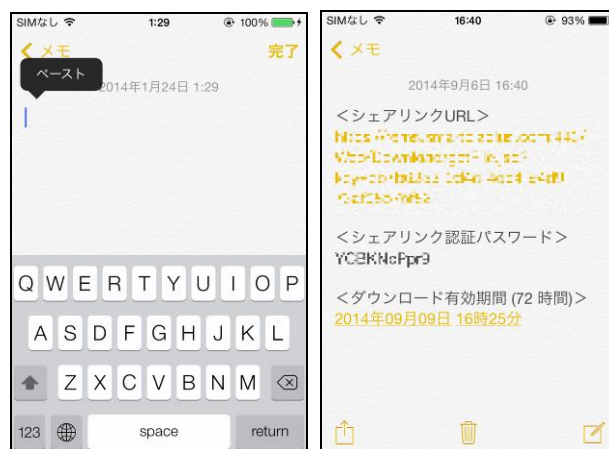 SIMなし 1:29 100%
メモ 完了
ペースト
2014年1月24日 1:29
Q W E R T Y U I O P
A S D F G H J K L
Z X C V B N M
123 space return
SIMなし 16:40 93%
メモ
2014年9月6日 16:40
＜シェアリンクURL＞
＜シェアリンク認証パスワード＞
＜ダウンロード有効期間 (72 時間)＞
2014年09月09日 16時25分